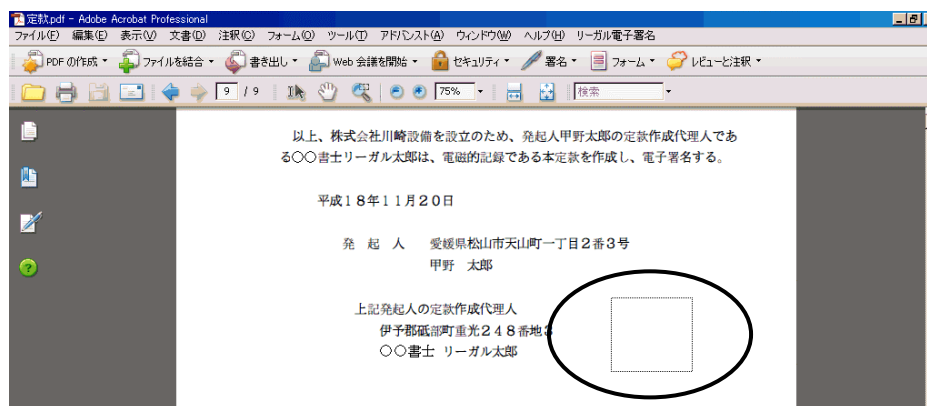 定款.pdf - Adobe Acrobat Professional
ファイル(F) 編集(E) 表示(V) 文書(D) 注釈(C) フォーム(O) ツール(T) アドバンスト(A) ウィンドウ(W) ヘルプ(H) リーガル電子署名
PDF の作成 ファイルを結合 書き出し Web 会議を開始 セキュリティ 署名 フォーム レビューと注釈
9 / 9 75% 検索
以上、株式会社川崎設備を設立のため、発起人甲野太郎の定款作成代理人であ
る〇〇書士リーガル太郎は、電磁的記録である本定款を作成し、電子署名する。
平成18年11月20日
発 起 人 愛媛県松山市天山町一丁目2番3号
甲野 太郎
上記発起人の定款作成代理人
伊予郡砥部町重光248番地3
〇〇書士 リーガル太郎